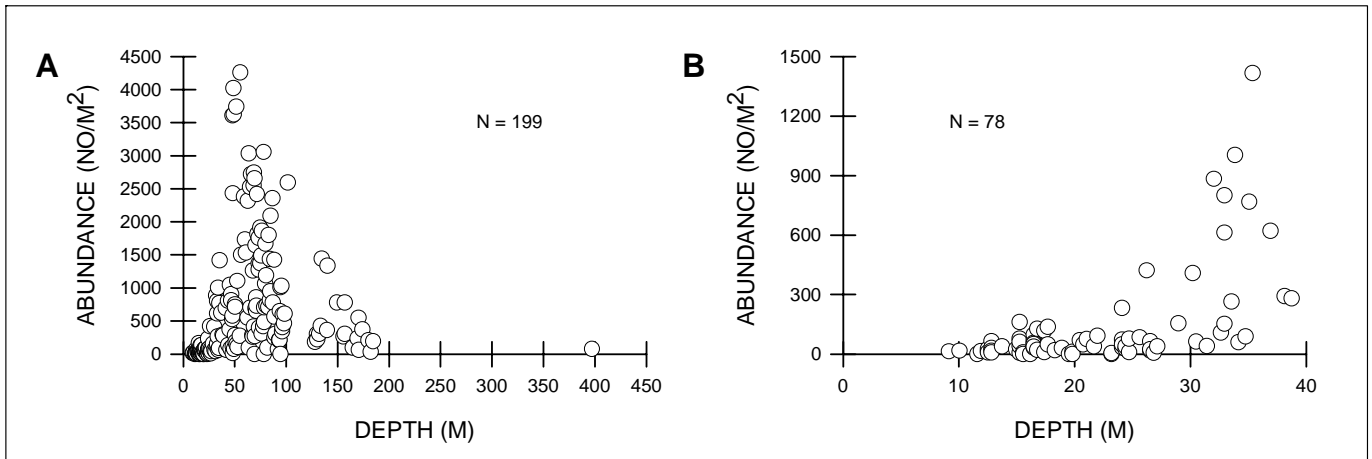 A
ABUNDANCE (NO/M2)
4500
4000
3500
3000
2500
2000
1500
1000
500
0
N = 199
0 50 100 150 200 250 300 350 400 450
DEPTH (M)
B
ABUNDANCE (NO/M2)
1500
1200
900
600
300
0
N = 78
0 10 20 30 40
DEPTH (M)